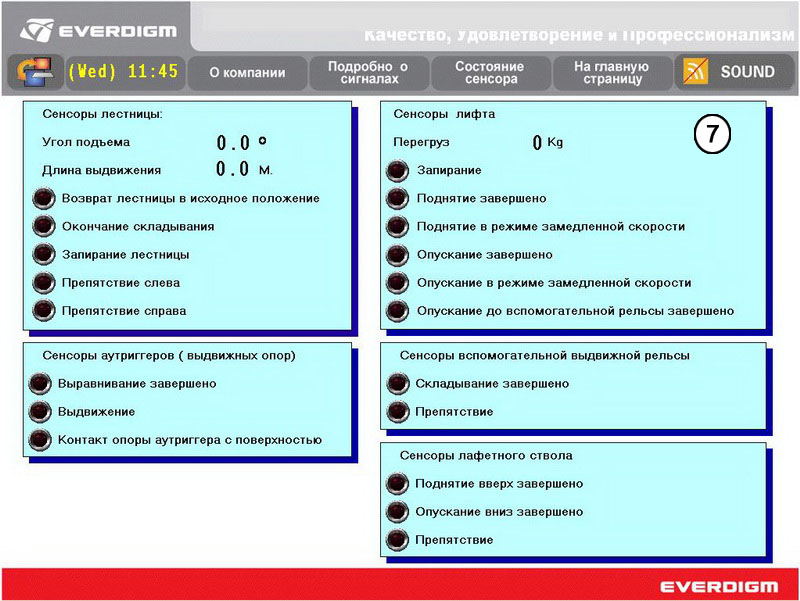 EVERDIGM
Качество, Удовлетворение и Профессионализм
(Wed) 11:45
О компании
Подробно о
сигналах
Состояние
сенсора
На главную
страницу
SOUND
Сенсоры лестницы:
Угол подъема 0.0 °
Длина выдвижения 0.0 М.
Возврат лестницы в исходное положение
Окончание складывания
Запирание лестницы
Препятствие слева
Препятствие справа
Сенсоры лифта
7
Перегруз 0 Kg
Запирание
Поднятие завершено
Поднятие в режиме замедленной скорости
Опускание завершено
Опускание в режиме замедленной скорости
Опускание до вспомогательной рельсы завершено
Сенсоры аутриггеров ( выдвижных опор)
Выравнивание завершено
Выдвижение
Контакт опоры аутриггера с поверхностью
Сенсоры вспомогательной выдвижной рельсы
Складывание завершено
Препятствие
Сенсоры лафетного ствола
Поднятие вверх завершено
Опускание вниз завершено
Препятствие
EVERDIGM